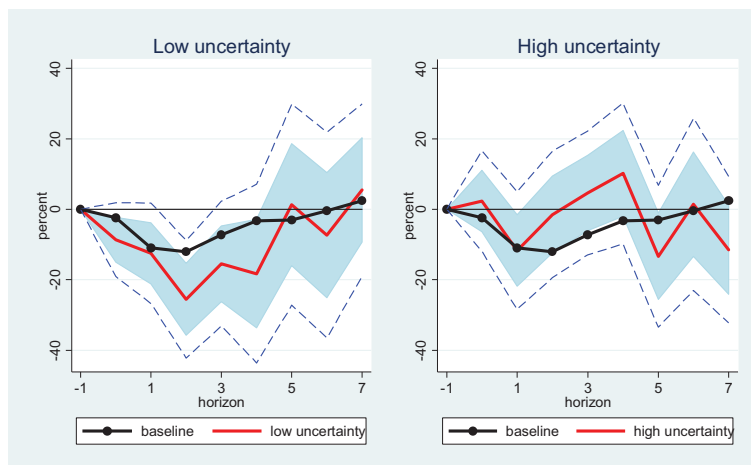 Low uncertainty
40
20
0
-20
-40
percent
-1
1
3
5
7
horizon
baseline
low uncertainty
High uncertainty
40
20
0
-20
-40
percent
-1
1
3
5
7
horizon
baseline
high uncertainty